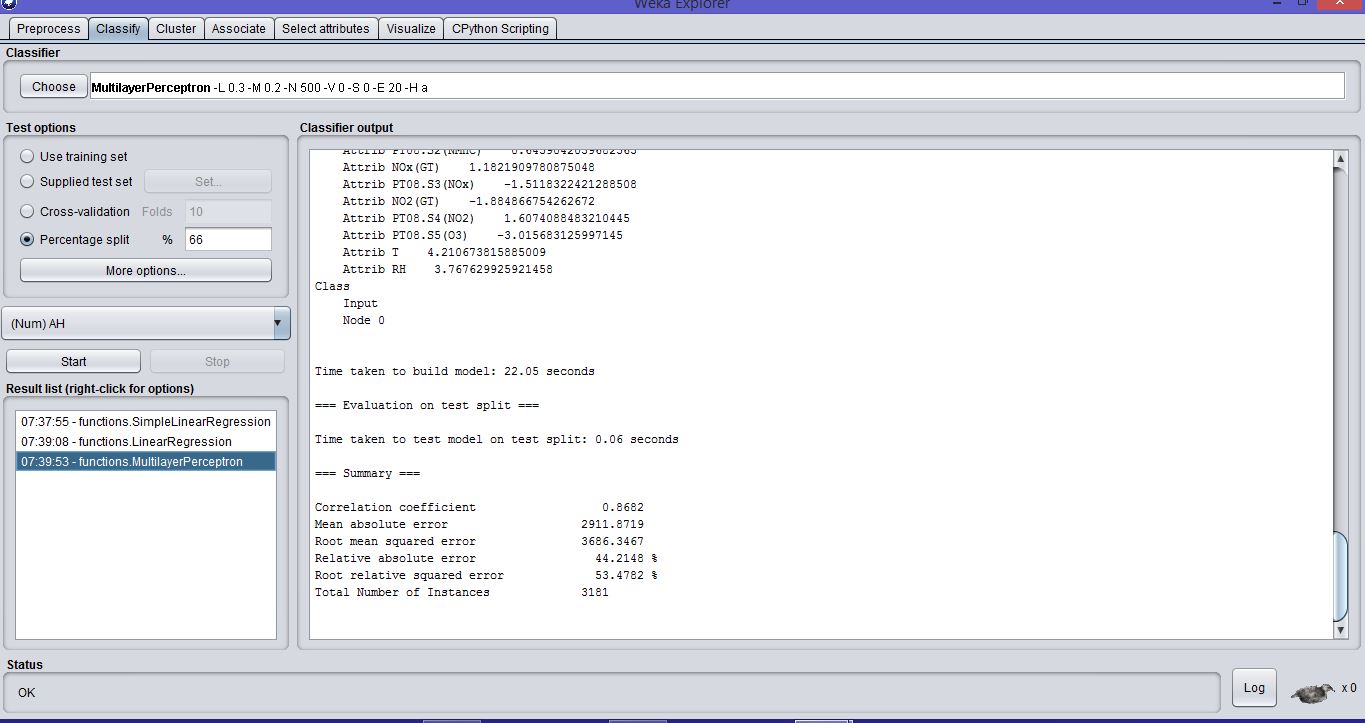 Weka Explorer
Preprocess Classify Cluster Associate Select attributes Visualize CPython Scripting
Classifier
Choose MultilayerPerceptron -L 0.3 -M 0.2 -N 500 -V 0 -S 0 -E 20 -H a
Test options
Use training set
Supplied test set Set...
Cross-validation Folds 10
Percentage split % 66
More options...
(Num) AH
Start Stop
Result list (right-click for options)
07:37:55 - functions.SimpleLinearRegression
07:39:08 - functions.LinearRegression
07:39:53 - functions.MultilayerPerceptron
Classifier output
Attrib PT08.S2(NMHC)
Attrib NOx(GT) 1.1821909780875048
Attrib PT08.S3(NOx) -1.5118322421288508
Attrib NO2(GT) -1.884866754262672
Attrib PT08.S4(NO2) 1.6074088483210445
Attrib PT08.S5(O3) -3.015683125997145
Attrib T 4.210673815885009
Attrib RH 3.767629925921458
Class
Input
Node 0
Time taken to build model: 22.05 seconds
=== Evaluation on test split ===
Time taken to test model on test split: 0.06 seconds
=== Summary ===
Correlation coefficient 0.8682
Mean absolute error 2911.8719
Root mean squared error 3686.3467
Relative absolute error 44.2148 %
Root relative squared error 53.4782 %
Total Number of Instances 3181
Status
OK
Log x 0